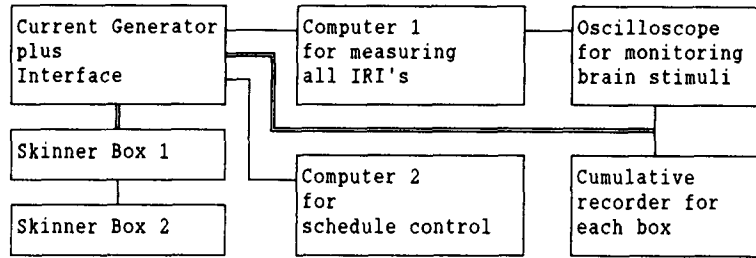 Current Generator
plus
Interface
Computer 1
for measuring
all IRI's
Oscilloscope
for monitoring
brain stimuli
Skinner Box 1
Skinner Box 2
Computer 2
for
schedule control
Cumulative
recorder for
each box